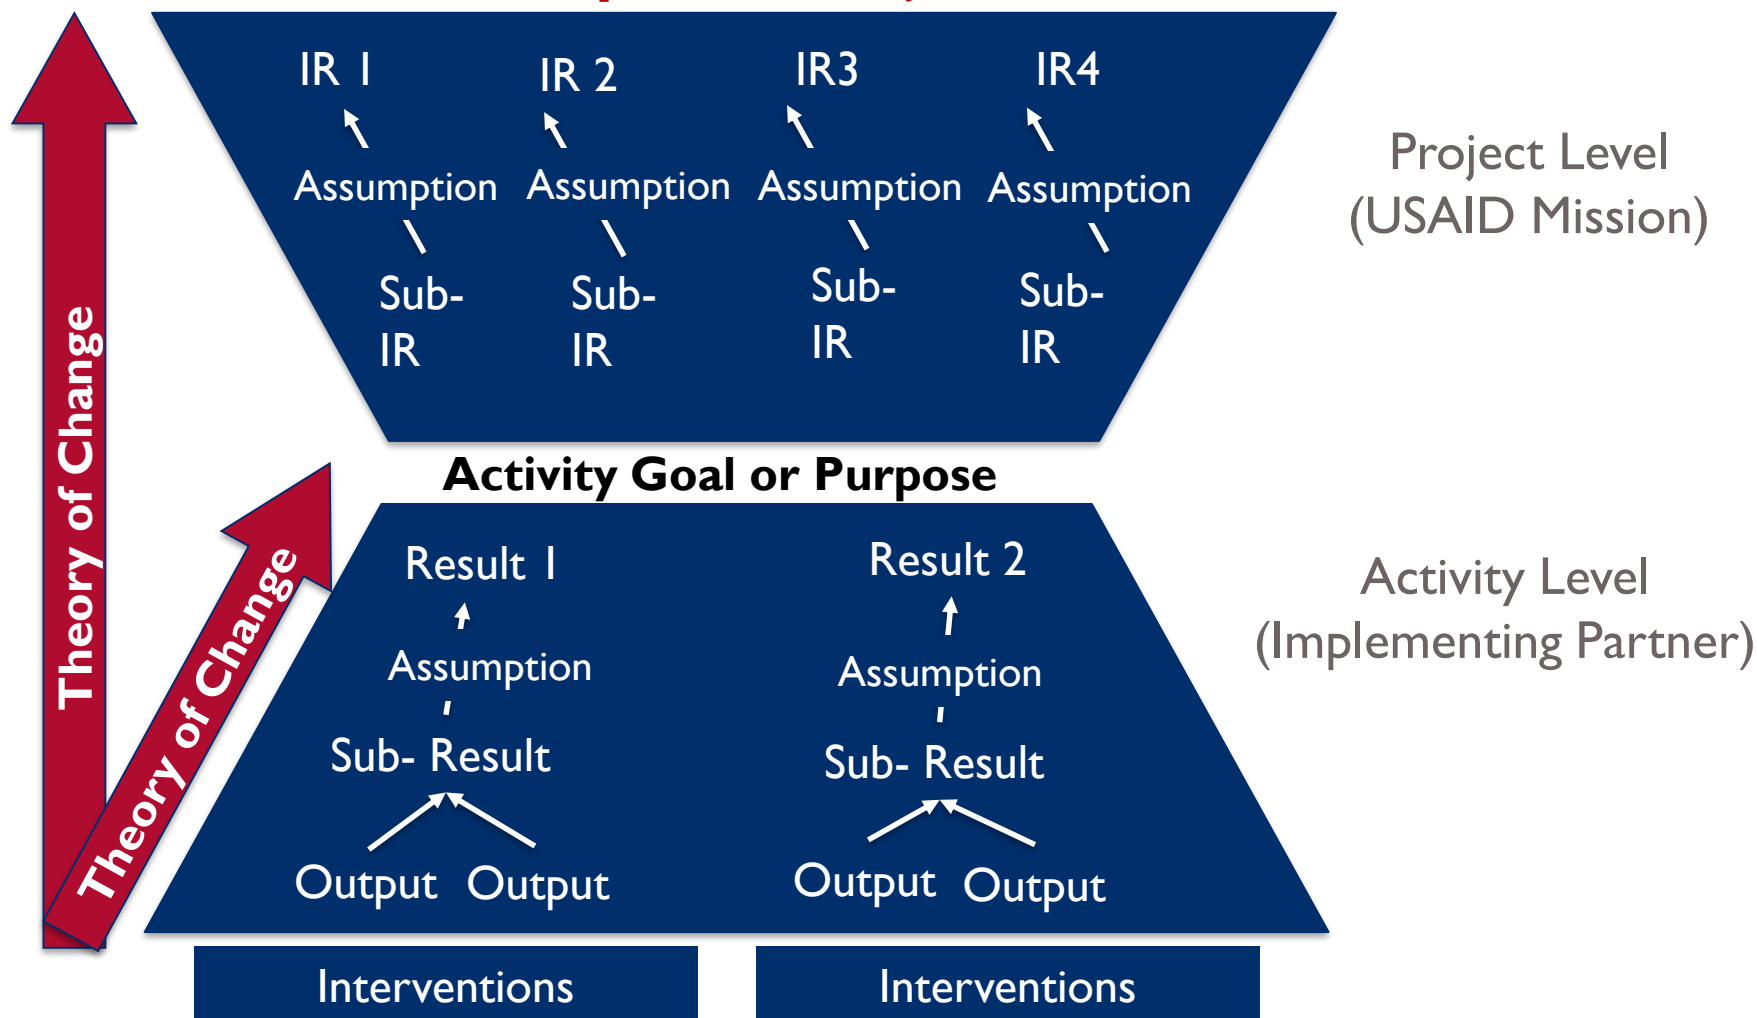 IR 1
IR 2
IR3
IR4
Assumption
Assumption
Assumption
Assumption
Sub-
IR
Sub-
IR
Sub-
IR
Sub-
IR
Project Level
(USAID Mission)
Theory of Change
Theory of Change
Activity Goal or Purpose
Result 1
Result 2
Assumption
Assumption
Sub- Result
Sub- Result
Output
Output
Output
Output
Activity Level
(Implementing Partner)
Interventions
Interventions